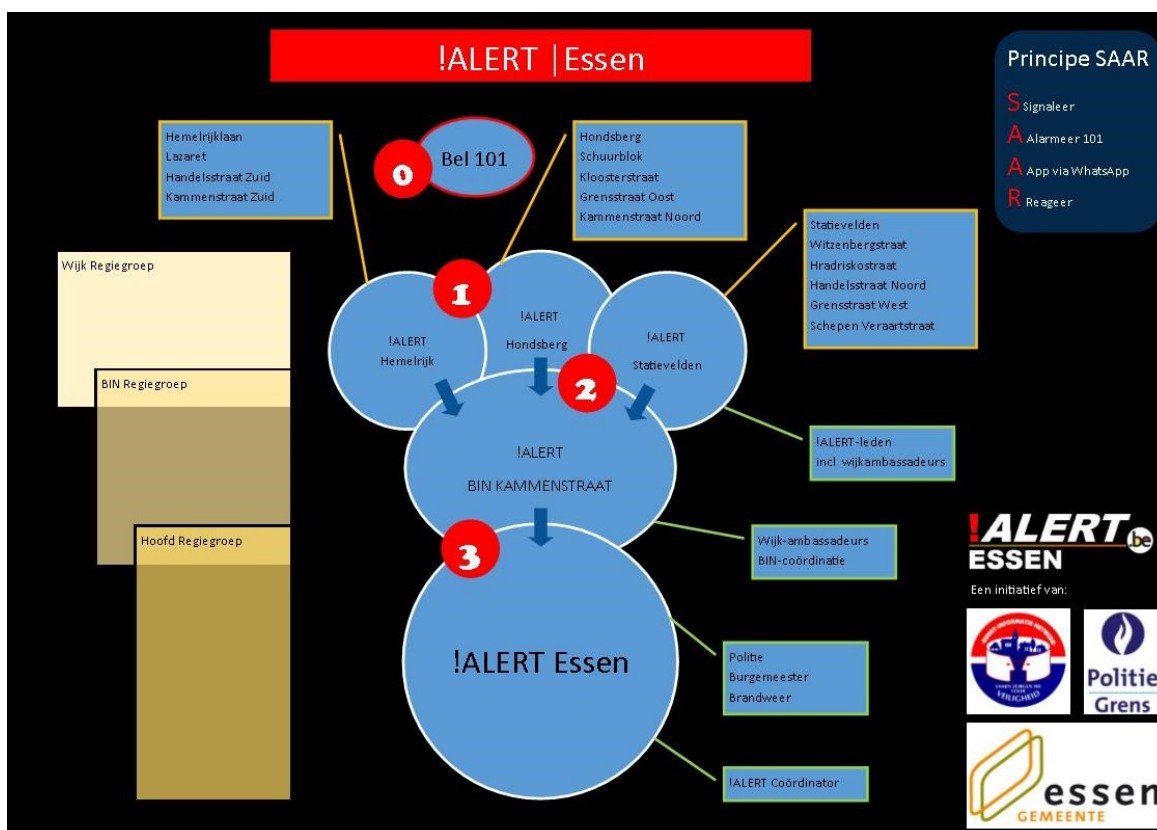 !ALERT | Essen
Principe SAAR
S Signaleer
A Alarmeer 101
A App via WhatsApp
R Reageer
Hemelrijklaan
Lazaret
Handelsstraat Zuid
Kammenstraat Zuid
0
Bel 101
Hondsberg
Schuurblok
Kloosterstraat
Grensstraat Oost
Kammenstraat Noord
Statievelden
Witzenbergstraat
Hradriskostraat
Handelsstraat Noord
Grensstraat West
Schepen Veraartstraat
Wijk Regiegroep
BIN Regiegroep
Hoofd Regiegroep
1
!ALERT
Hemelrijk
!ALERT
Hondsberg
!ALERT
Statievelden
2
!ALERT
BIN KAMMENSTRAAT
!ALERT-leden
incl. wijkambassadeurs
3
Wijk-ambassadeurs
BIN-coördinatie
!ALERT Essen
Politie
Burgemeester
Brandweer
!ALERT Coördinator
!ALERT.be
ESSEN
Een initiatief van:
VEILIGHEID
Politie
Grens
essen
GEMEENTE